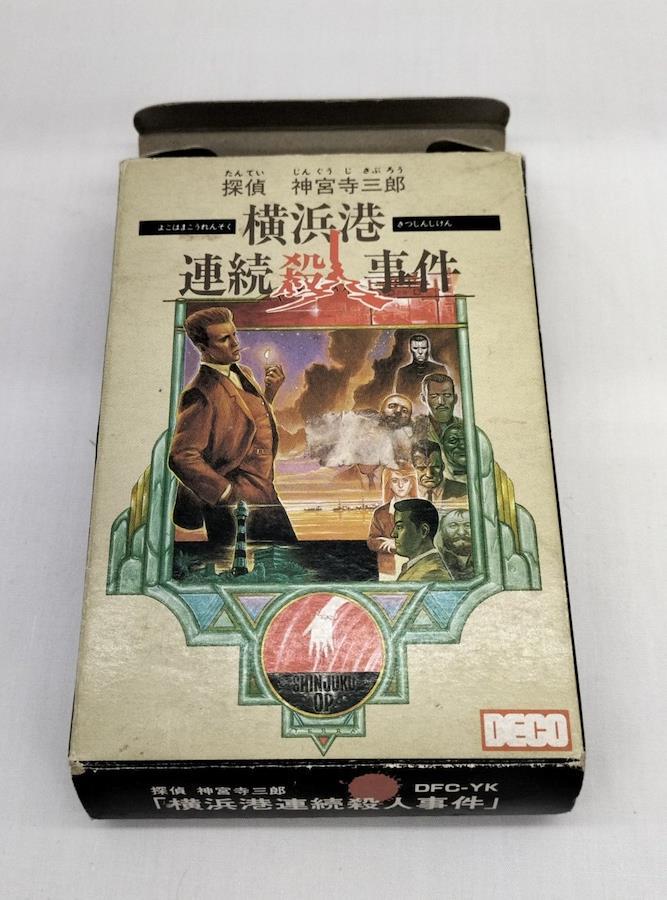 たんてい じんぐうじ さぶろう
探偵 神宮寺三郎
よこはまこうれんぞく
横浜港
さつじんじけん
連続殺人事件
SHINJUKU
OP
DECO
探偵 神宮寺三郎
DFC-YK
「横浜港連続殺人事件」